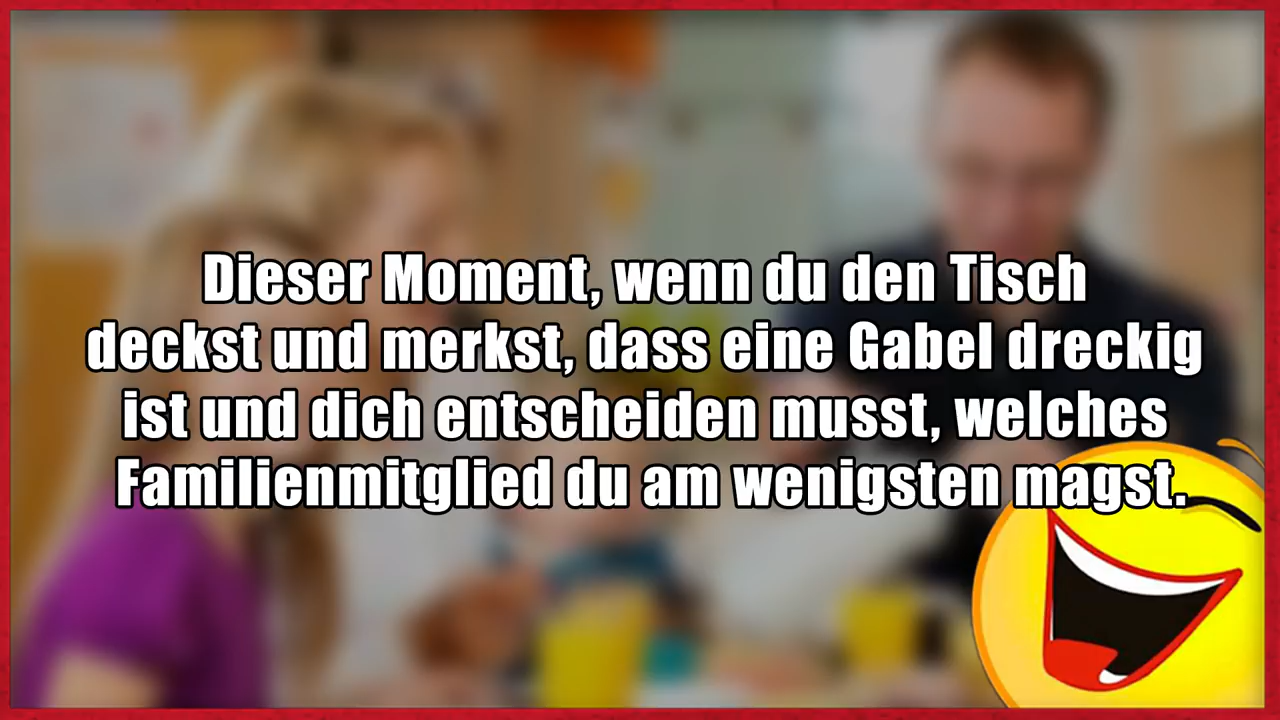 Dieser Moment, wenn du den Tisch
deckst und merkst, dass eine Gabel dreckig
ist und dich entscheiden musst, welches
Familienmitglied du am wenigsten magst.